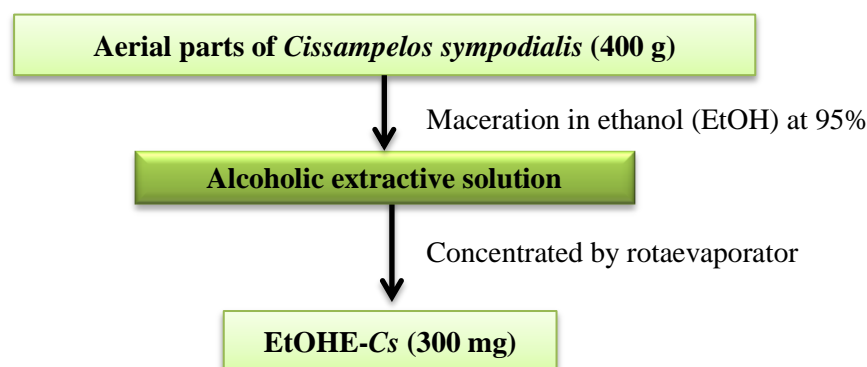 Aerial parts of Cissampelos sympodialis (400 g)
Maceration in ethanol (EtOH) at 95%
Alcoholic extractive solution
Concentrated by rotaevaporator
EtOHE-Cs (300 mg)